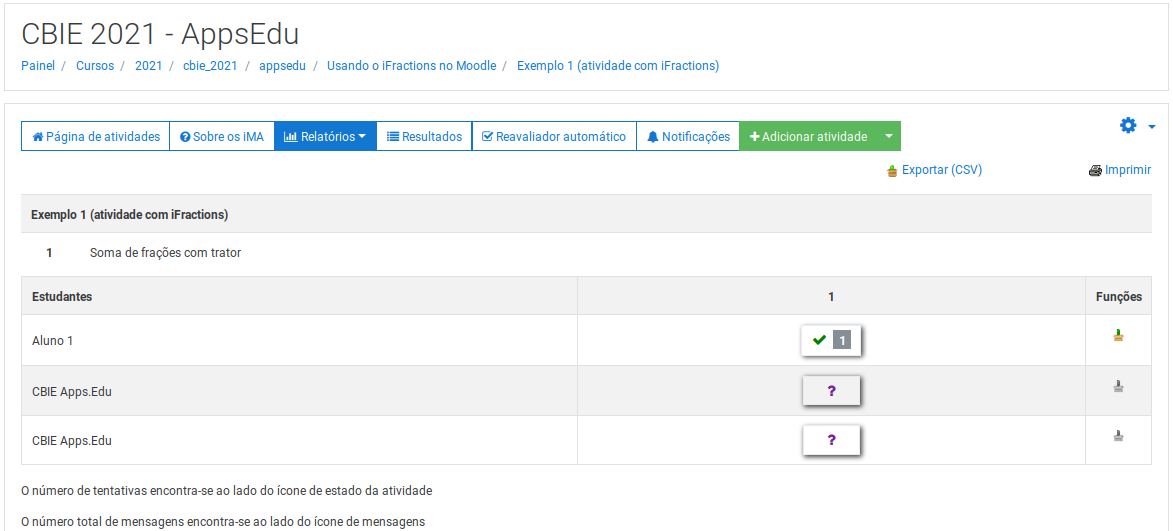 CBIE 2021 - AppsEdu
Painel / Cursos / 2021 / cbie_2021 / appsedu / Usando o iFractions no Moodle / Exemplo 1 (atividade com iFractions)
Página de atividades Sobre os iMA Relatórios Resultados Reavaliador automático Notificações Adicionar atividade
Exportar (CSV) Imprimir
Exemplo 1 (atividade com iFractions)
1 Soma de frações com trator
Estudantes 1 Funções
Aluno 1 1
CBIE Apps.Edu ?
CBIE Apps.Edu ?
O número de tentativas encontra-se ao lado do ícone de estado da atividade
O número total de mensagens encontra-se ao lado do ícone de mensagens